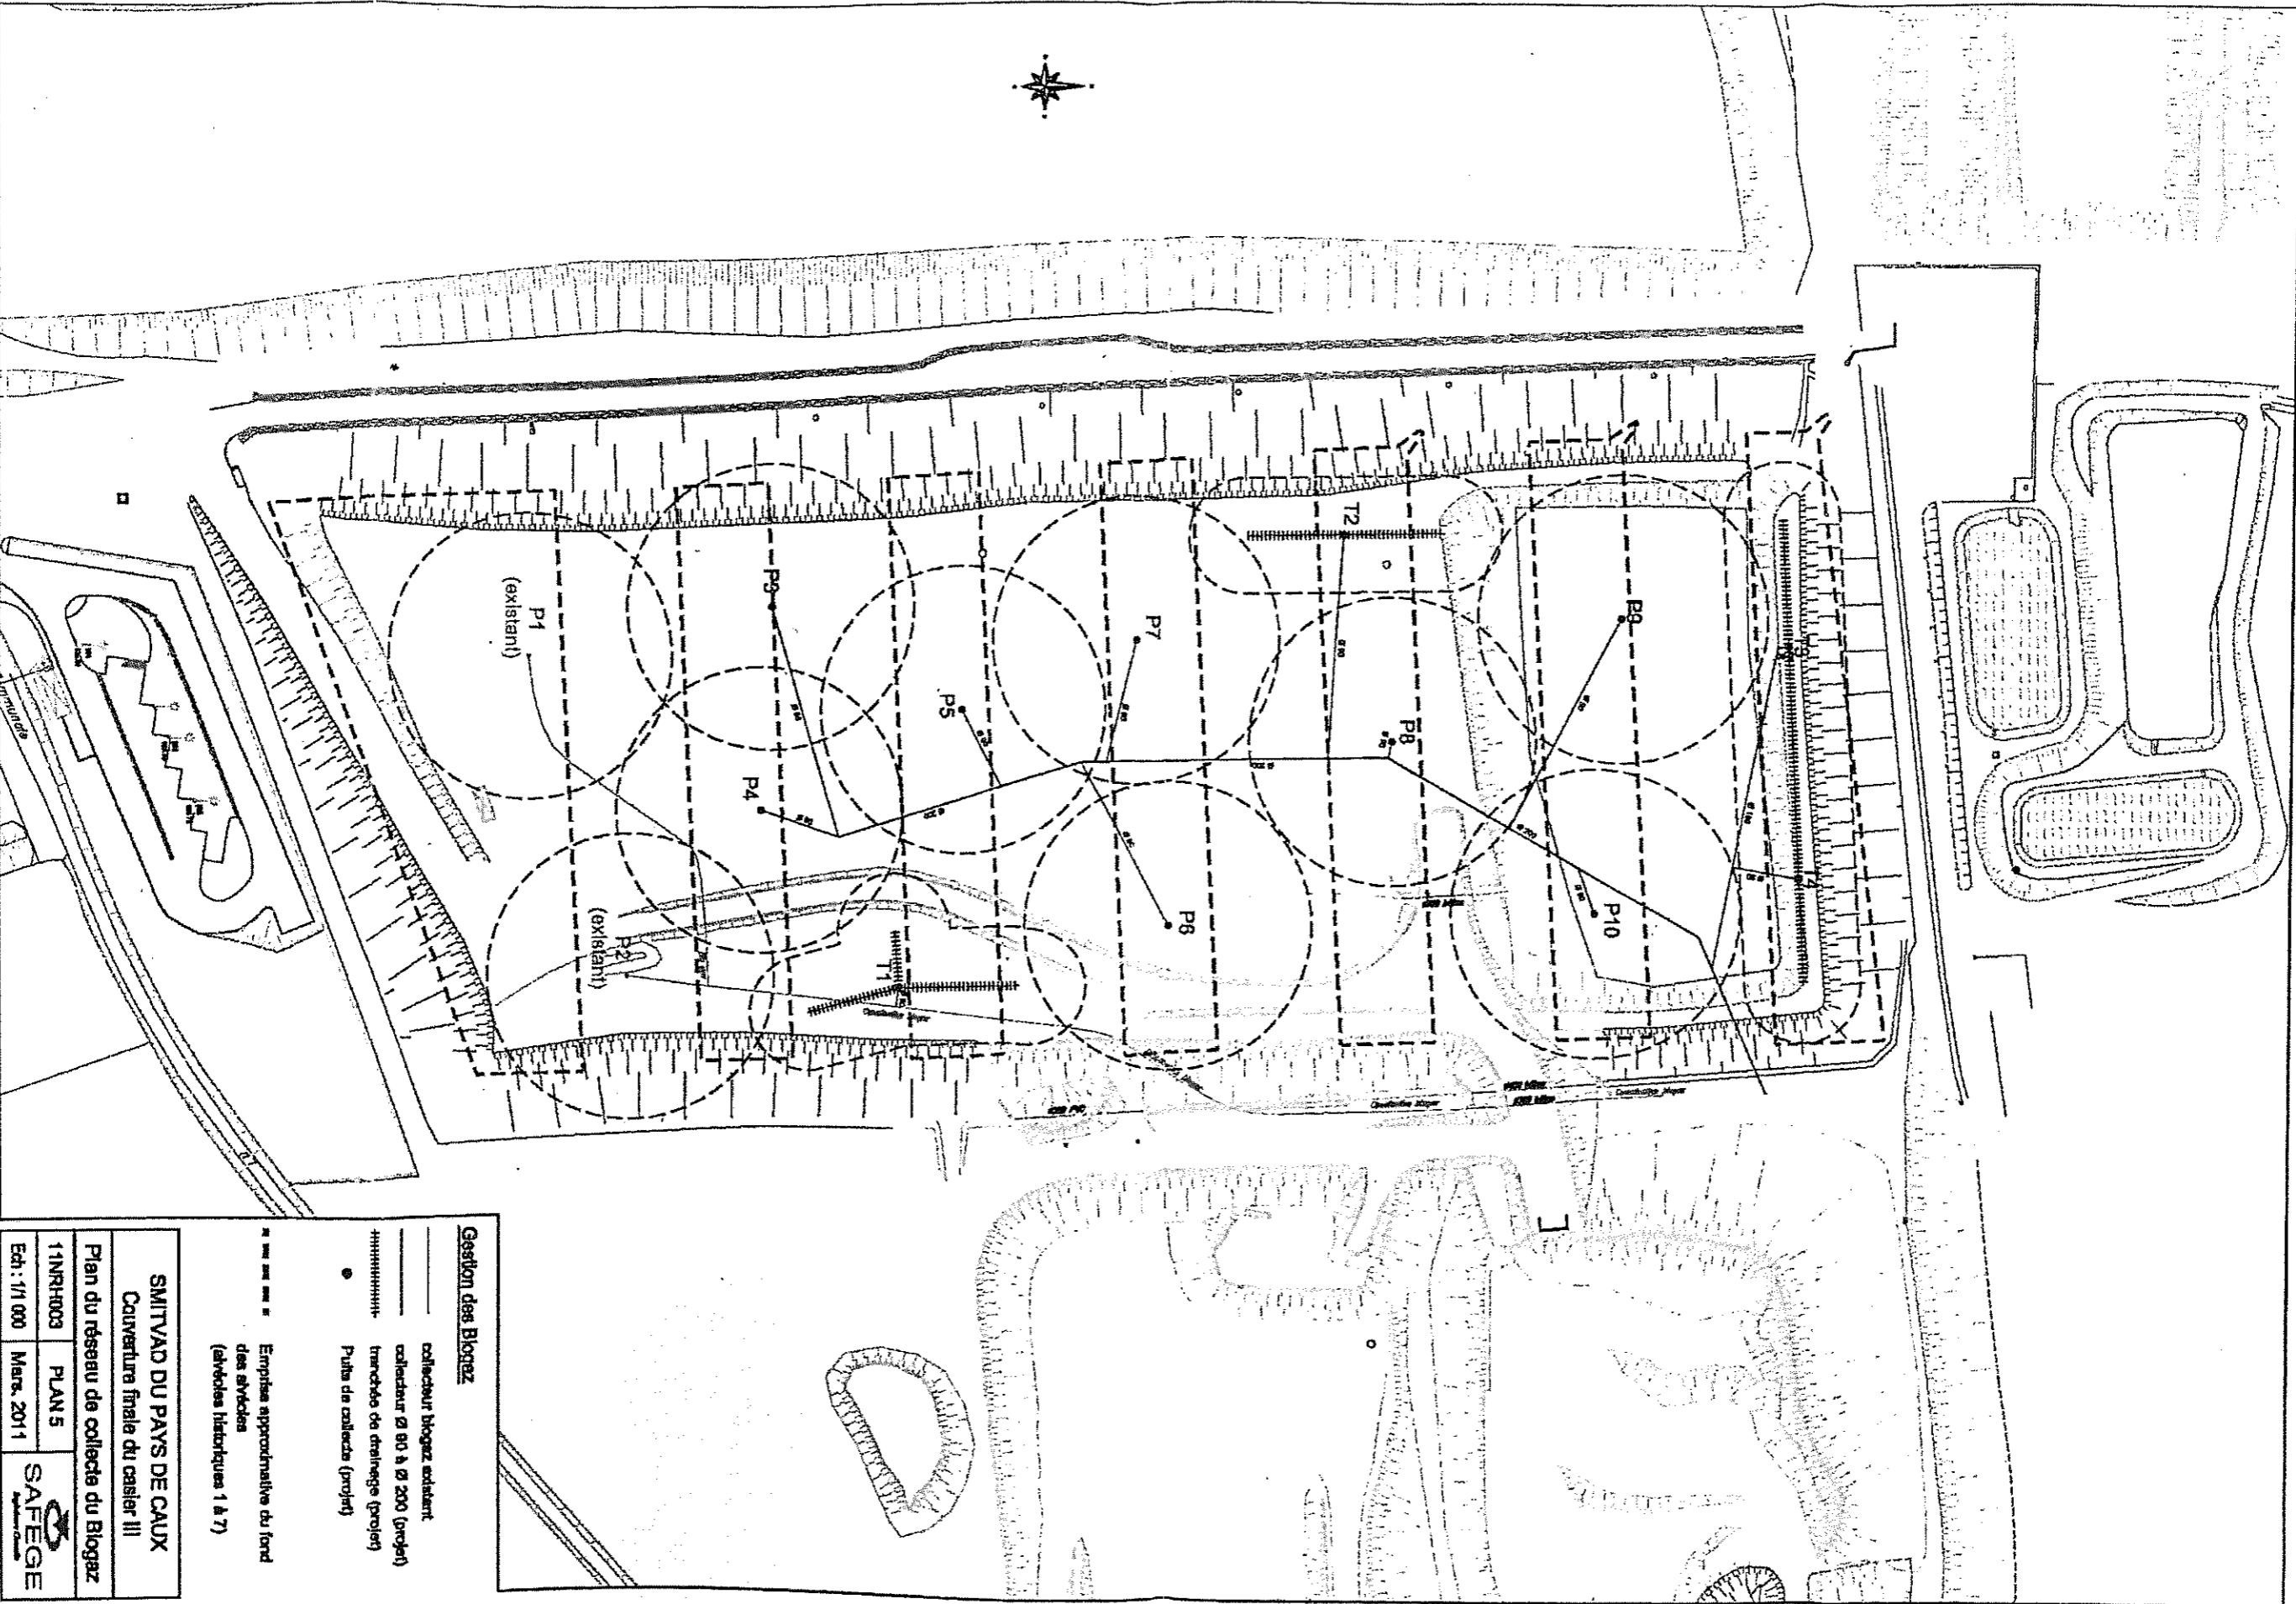 P1
(existant)
P2
(existant)
P3
P4
P5
P6
P7
P8
P9
P10
T1
T2
Gestion des Biogaz
collecteur biogaz existant
collecteur Ø 90 à Ø 200 (projet)
tranchée de drainage (projet)
Puits de collecte (projet)
Emprise approximative du fond
des alvéoles
(alvéoles historiques 1 à 7)
SMITVAD DU PAYS DE CAUX
Couverture finale du casier III
Plan du réseau de collecte du Biogaz
11NRH003
PLAN 5
Ech: 1/1 000
Mars. 2011
SAFEGE